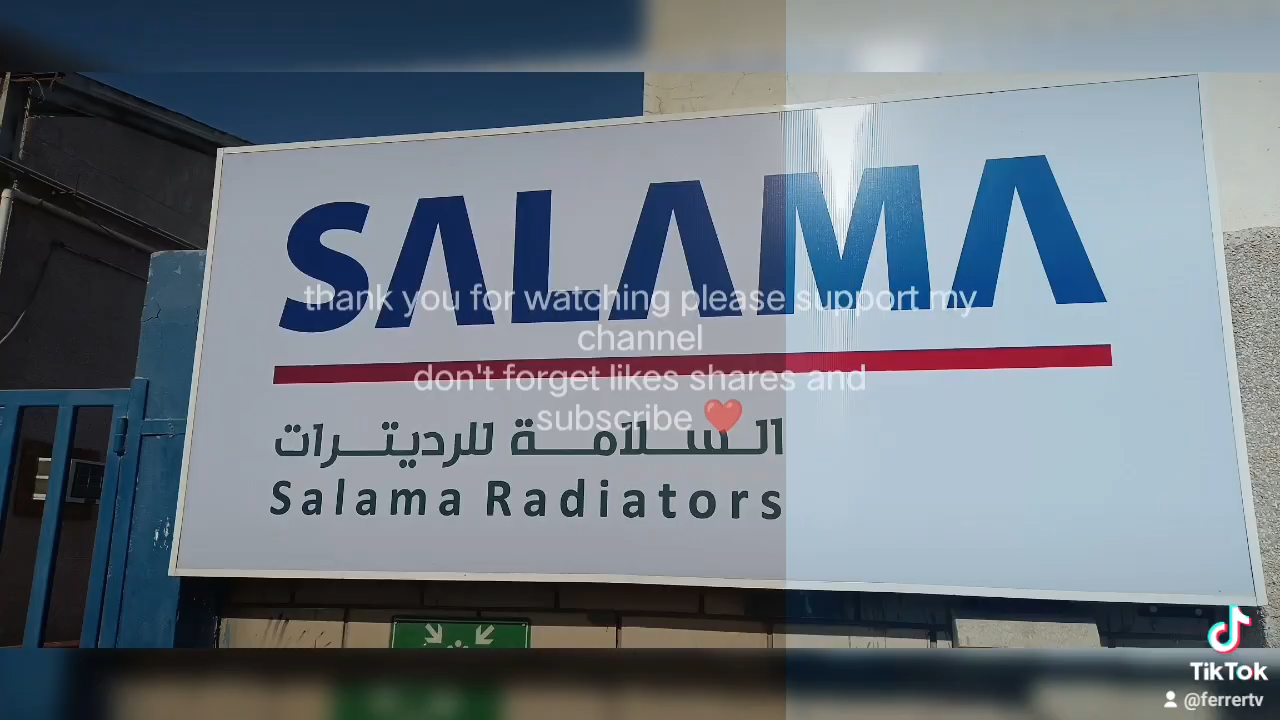 SALAMA
thank you for watching please support my
channel
don't forget likes shares and
subscribe ❤️
السلامة للرديترات
Salama Radiators
TikTok
@ferrertv